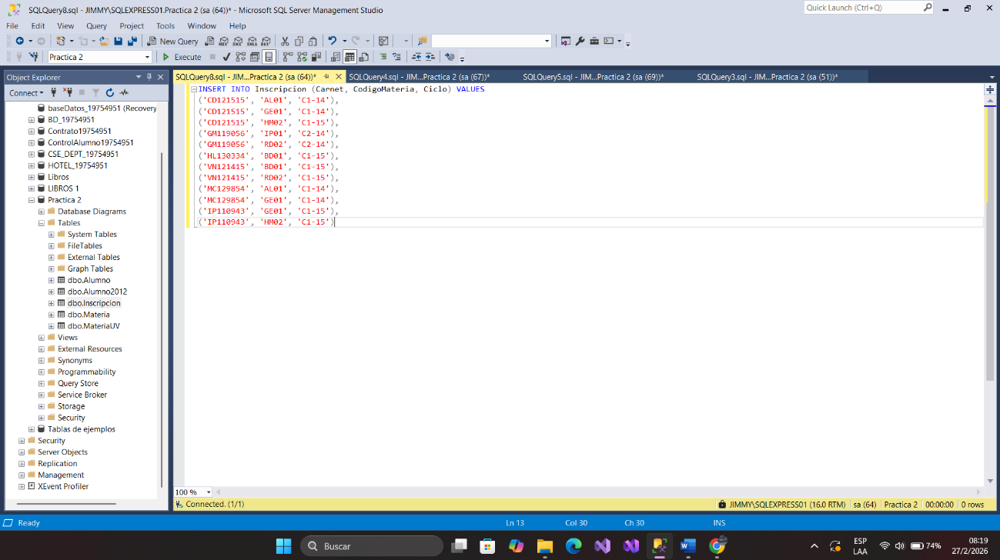 SQLQuery8.sql - JIMMY\SQLEXPRESS01.Practica 2 (sa (64))* - Microsoft SQL Server Management Studio
Quick Launch (Ctrl+Q)
File Edit View Query Project Tools Window Help
New Query
Practica 2
Execute
Object Explorer
Connect
baseDatos_19754951 (Recovery
BD_19754951
Contrato19754951
ControlAlumno19754951
CSE_DEPT_19754951
HOTEL_19754951
Libros
LIBROS 1
Practica 2
Database Diagrams
Tables
System Tables
FileTables
External Tables
Graph Tables
dbo.Alumno
dbo.Alumno2012
dbo.Inscripcion
dbo.Materia
dbo.MateriaUV
Views
External Resources
Synonyms
Programmability
Query Store
Service Broker
Storage
Security
Tablas de ejemplos
Security
Server Objects
Replication
Management
XEvent Profiler
SQLQuery8.sql - JIM...Practica 2 (sa (64))* SQLQuery4.sql - JIM...Practica 2 (sa (67))* SQLQuery5.sql - JIM...Practica 2 (sa (69))* SQLQuery3.sql - JIM...Practica 2 (sa (51))*
INSERT INTO Inscripcion (Carnet, CodigoMateria, Ciclo) VALUES
('CD121515', 'AL01', 'C1-14'),
('CD121515', 'GE01', 'C1-14'),
('CD121515', 'HM02', 'C1-15'),
('GM119056', 'IP01', 'C2-14'),
('GM119056', 'RD02', 'C2-14'),
('HL130334', 'BD01', 'C1-15'),
('VN121415', 'BD01', 'C1-15'),
('VN121415', 'RD02', 'C1-15'),
('MC129854', 'AL01', 'C1-14'),
('MC129854', 'GE01', 'C1-14'),
('IP110943', 'GE01', 'C1-15'),
('IP110943', 'HM02', 'C1-15')
100 %
Connected. (1/1) JIMMY\SQLEXPRESS01 (16.0 RTM) sa (64) Practica 2 00:00:00 0 rows
Ready Ln 13 Col 30 Ch 30 INS
Buscar
ESP
LAA
74%
08:19
27/2/2026